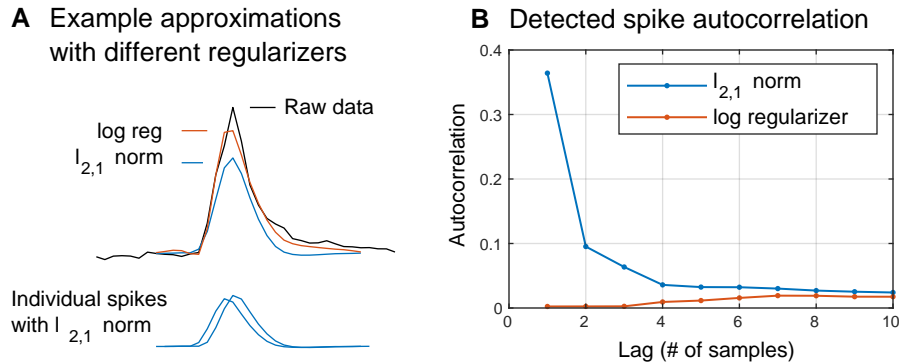 A Example approximations
with different regularizers
Raw data
log reg
l2,1 norm
Individual spikes
with l 2,1 norm
B Detected spike autocorrelation
0.4
0.3
0.2
0.1
0
Autocorrelation
l2,1 norm
log regularizer
0 2 4 6 8 10
Lag (# of samples)